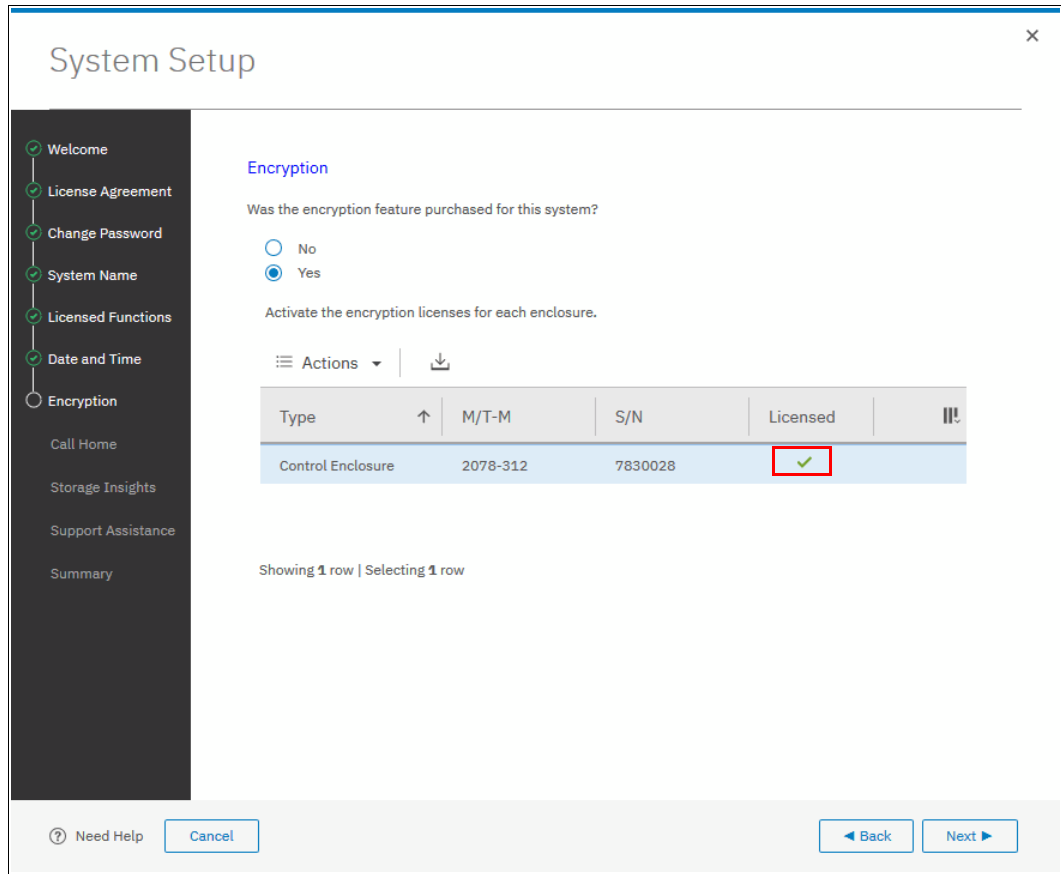 System Setup
Welcome
License Agreement
Change Password
System Name
Licensed Functions
Date and Time
Encryption
Call Home
Storage Insights
Support Assistance
Summary
Encryption
Was the encryption feature purchased for this system?
No
Yes
Activate the encryption licenses for each enclosure.
Actions
Type M/T-M S/N Licensed
Control Enclosure 2078-312 7830028
Showing 1 row | Selecting 1 row
Need Help Cancel Back Next